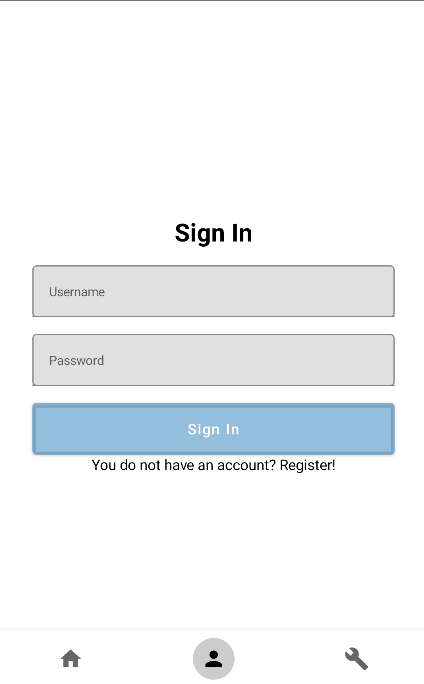 Sign In
Username
Password
Sign In
You do not have an account? Register!